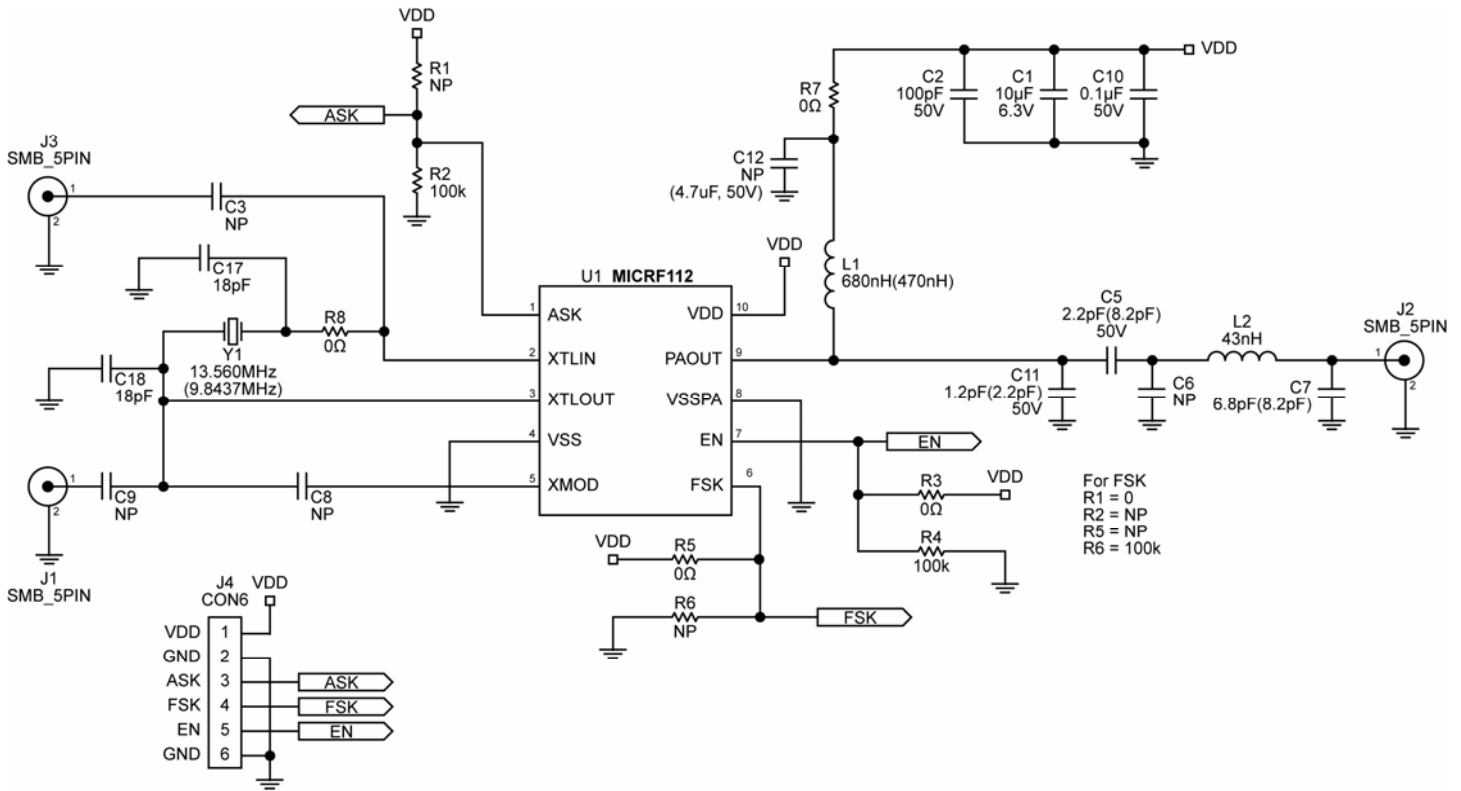 VDD
R1
NP
ASK
R2
100k
J3
SMB_5PIN
1
2
C3
NP
C17
18pF
R8
0Ω
Y1
13.560MHz
(9.8437MHz)
C18
18pF
J1
SMB_5PIN
1
2
C9
NP
C8
NP
U1 MICRF112
1 ASK
2 XTLIN
3 XTLOUT
4 VSS
5 XMOD
VDD 10
PAOUT 9
VSSPA 8
EN 7
FSK 6
VDD
R7
0Ω
C12
NP
(4.7uF, 50V)
L1
680nH(470nH)
C2
100pF
50V
C1
10µF
6.3V
C10
0.1µF
50V
VDD
C11
1.2pF(2.2pF)
50V
C5
2.2pF(8.2pF)
50V
C6
NP
L2
43nH
C7
6.8pF(8.2pF)
J2
SMB_5PIN
1
2
EN
R3
0Ω
VDD
R4
100k
For FSK
R1 = 0
R2 = NP
R5 = NP
R6 = 100k
VDD
R5
0Ω
R6
NP
FSK
J4
CON6
VDD
VDD 1
GND 2
ASK 3 ASK
FSK 4 FSK
EN 5 EN
GND 6